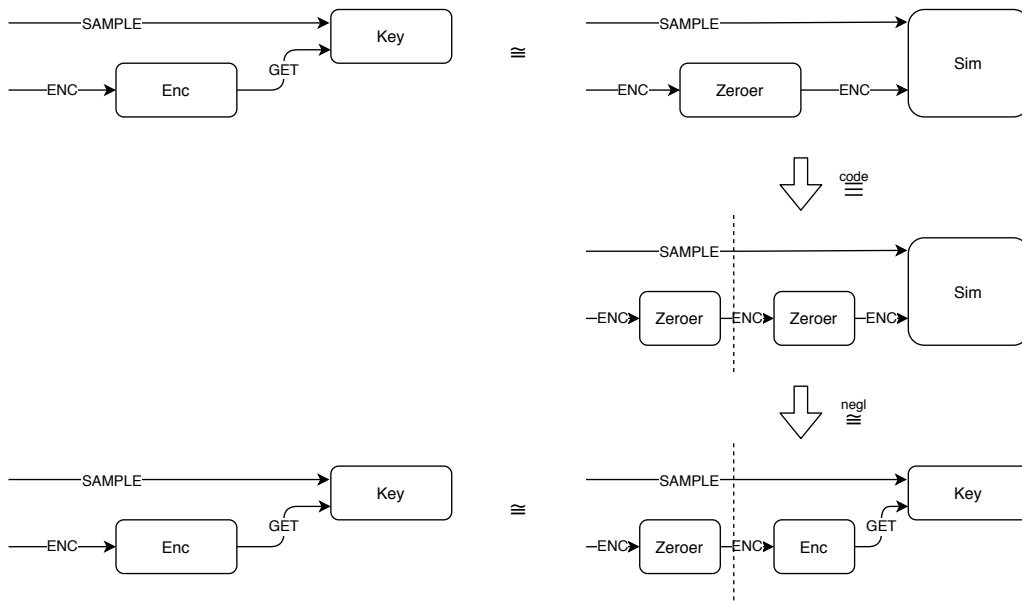 SAMPLE Key ≅ SAMPLE Sim
ENC Enc GET ENC Zeroer ENC
code
≡
SAMPLE Sim
ENC Zeroer ENC Zeroer ENC
negl
≅
SAMPLE Key ≅ SAMPLE Key
ENC Enc GET ENC Zeroer ENC Enc GET